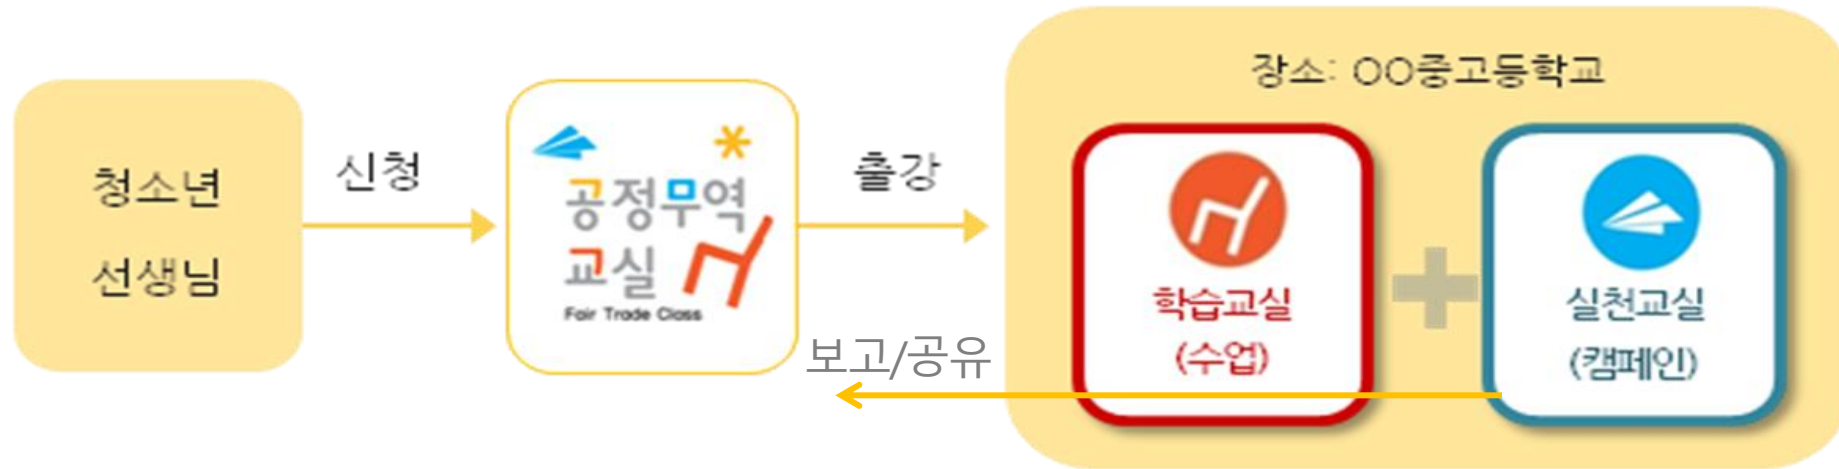 청소년
선생님
신청
공정무역
교실
Fair Trade Class
출강
보고/공유
장소: OO중고등학교
학습교실
(수업)
실천교실
(캠페인)